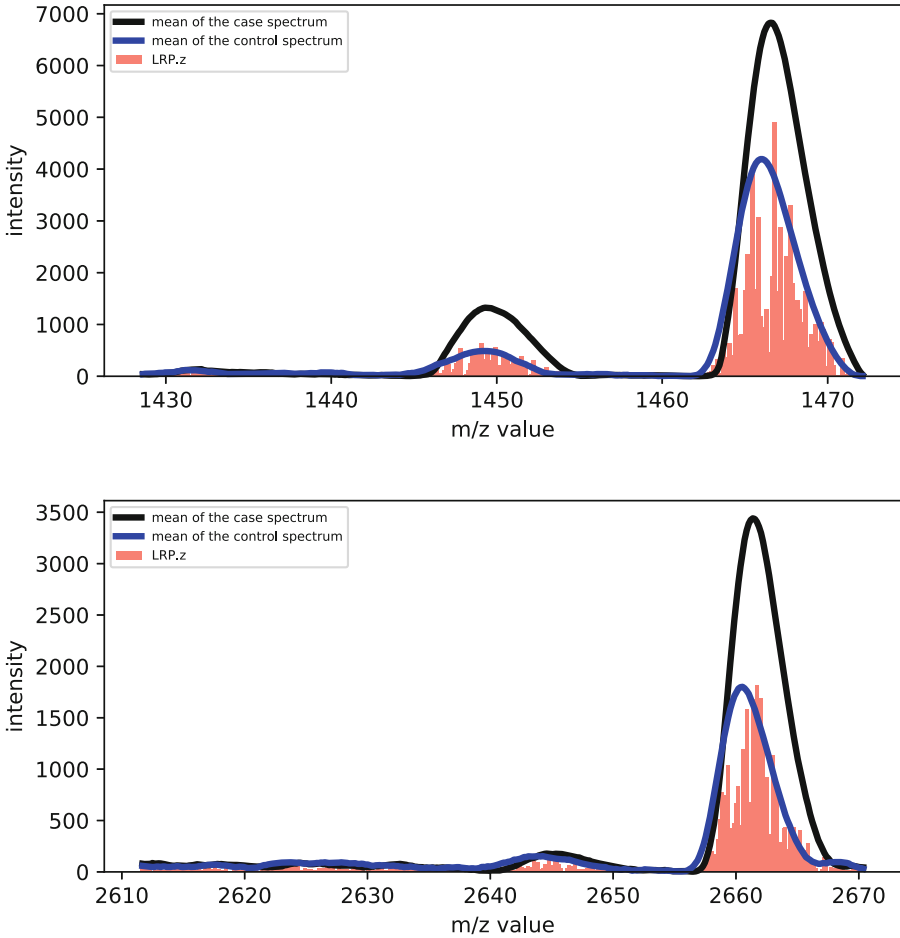 7000
6000
5000
4000
3000
2000
1000
0
intensity
mean of the case spectrum
mean of the control spectrum
LRP.z
1430 1440 1450 1460 1470
m/z value
3500
3000
2500
2000
1500
1000
500
0
intensity
mean of the case spectrum
mean of the control spectrum
LRP.z
2610 2620 2630 2640 2650 2660 2670
m/z value